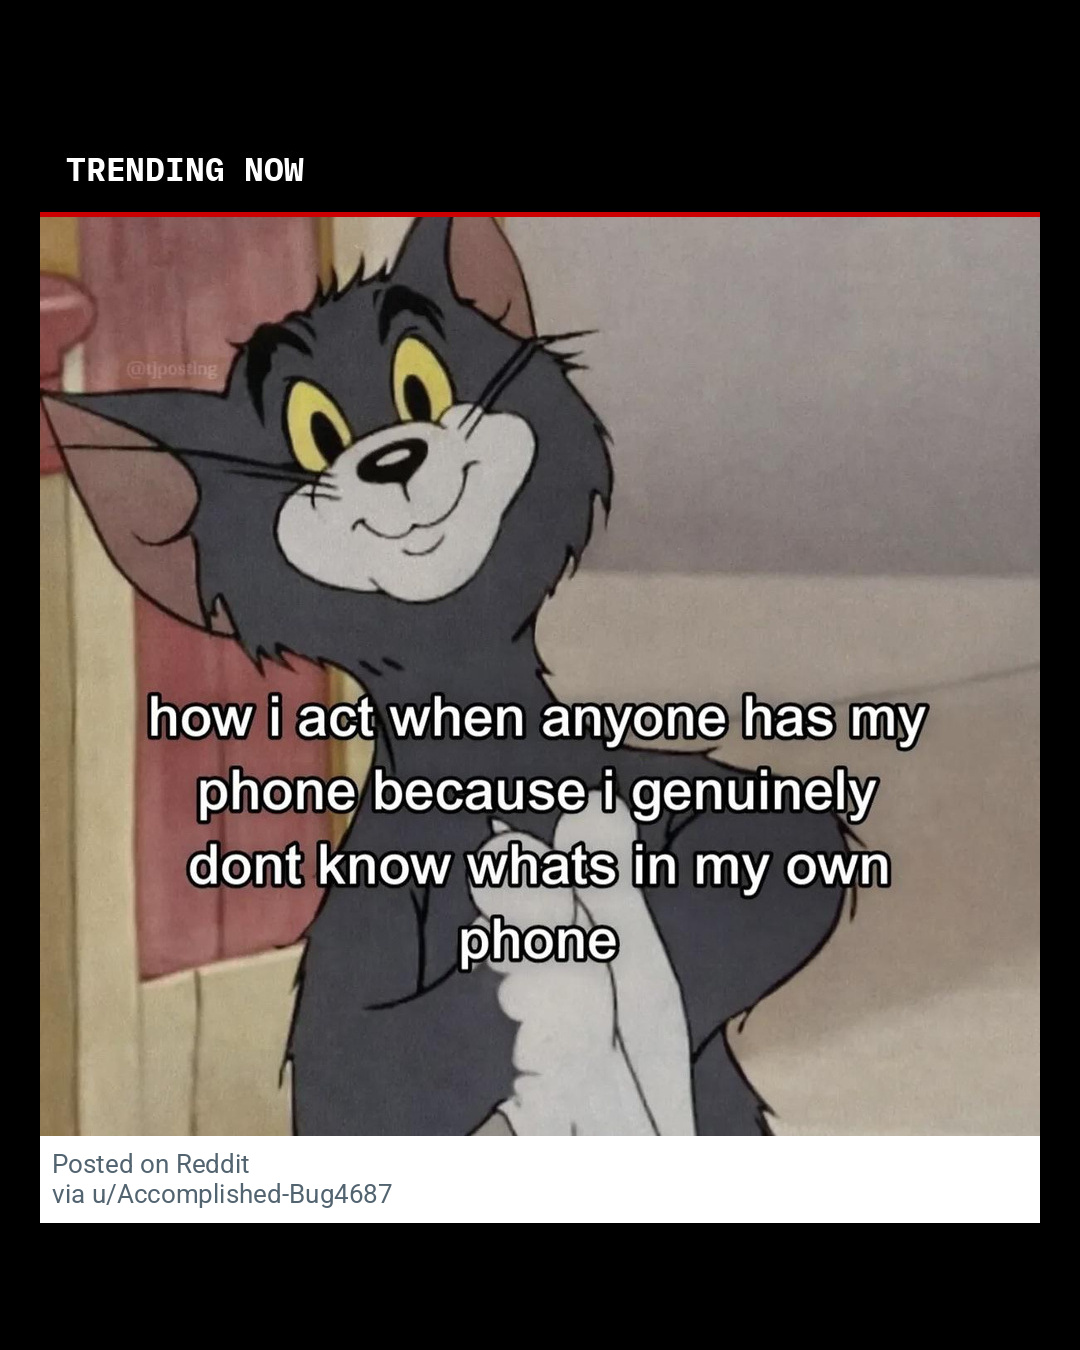 TRENDING NOW
@tjposting
how i act when anyone has my
phone because i genuinely
dont know whats in my own
phone
Posted on Reddit
via u/Accomplished-Bug4687